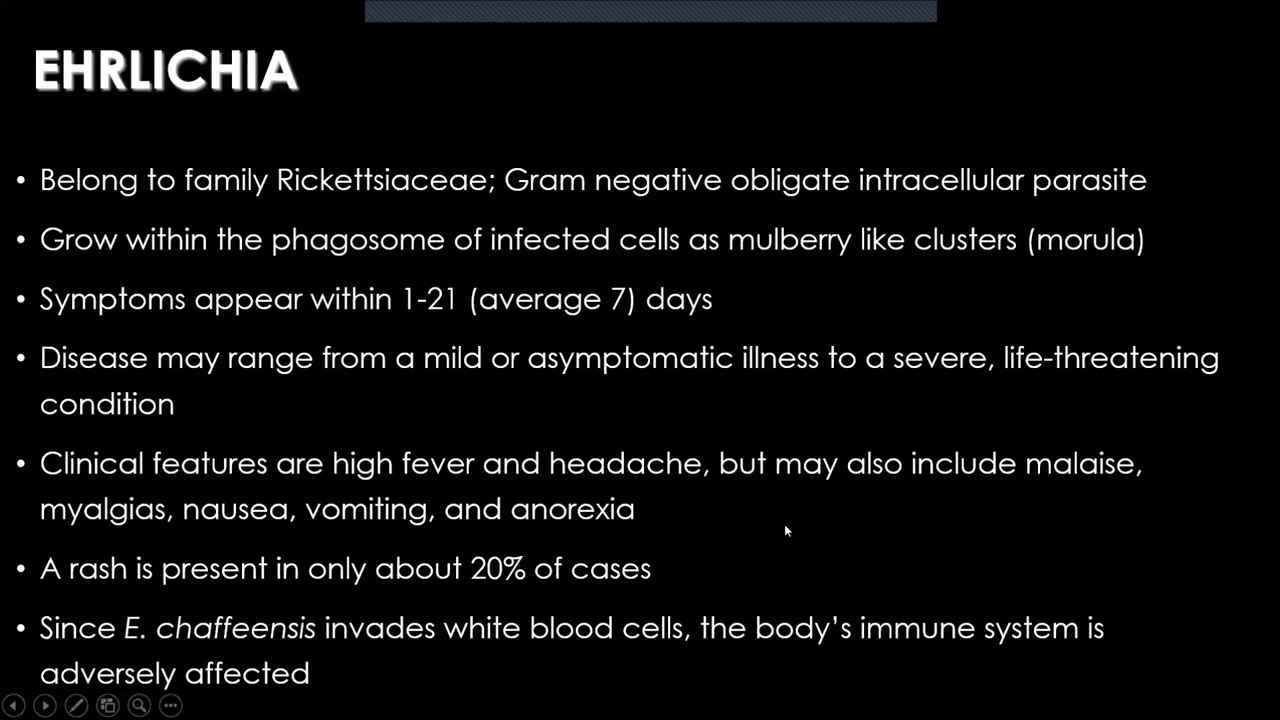 EHRLICHIA
• Belong to family Rickettsiaceae; Gram negative obligate intracellular parasite
• Grow within the phagosome of infected cells as mulberry like clusters (morula)
• Symptoms appear within 1-21 (average 7) days
• Disease may range from a mild or asymptomatic illness to a severe, life-threatening
condition
• Clinical features are high fever and headache, but may also include malaise,
myalgias, nausea, vomiting, and anorexia
• A rash is present in only about 20% of cases
• Since E. chaffeensis invades white blood cells, the body’s immune system is
adversely affected